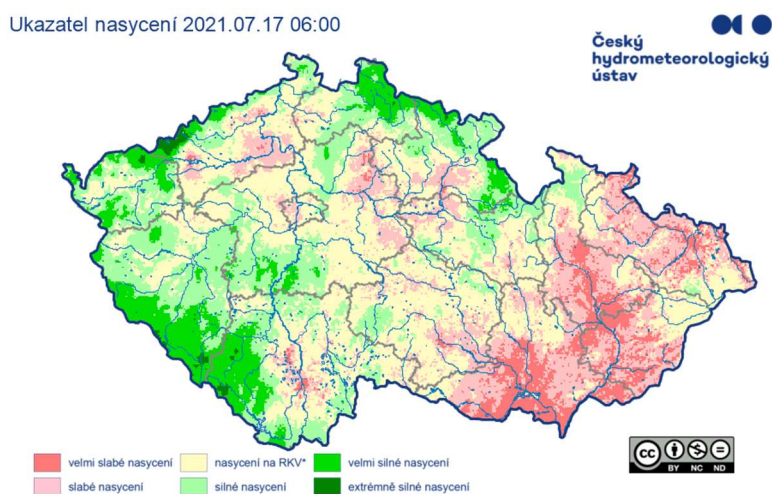 Ukazatel nasycení 2021.07.17 06:00
Český
hydrometeorologický
ústav
velmi slabé nasycení
nasycení na RKV*
velmi silné nasycení
slabé nasycení
silné nasycení
extrémně silné nasycení
cc
BY NC ND